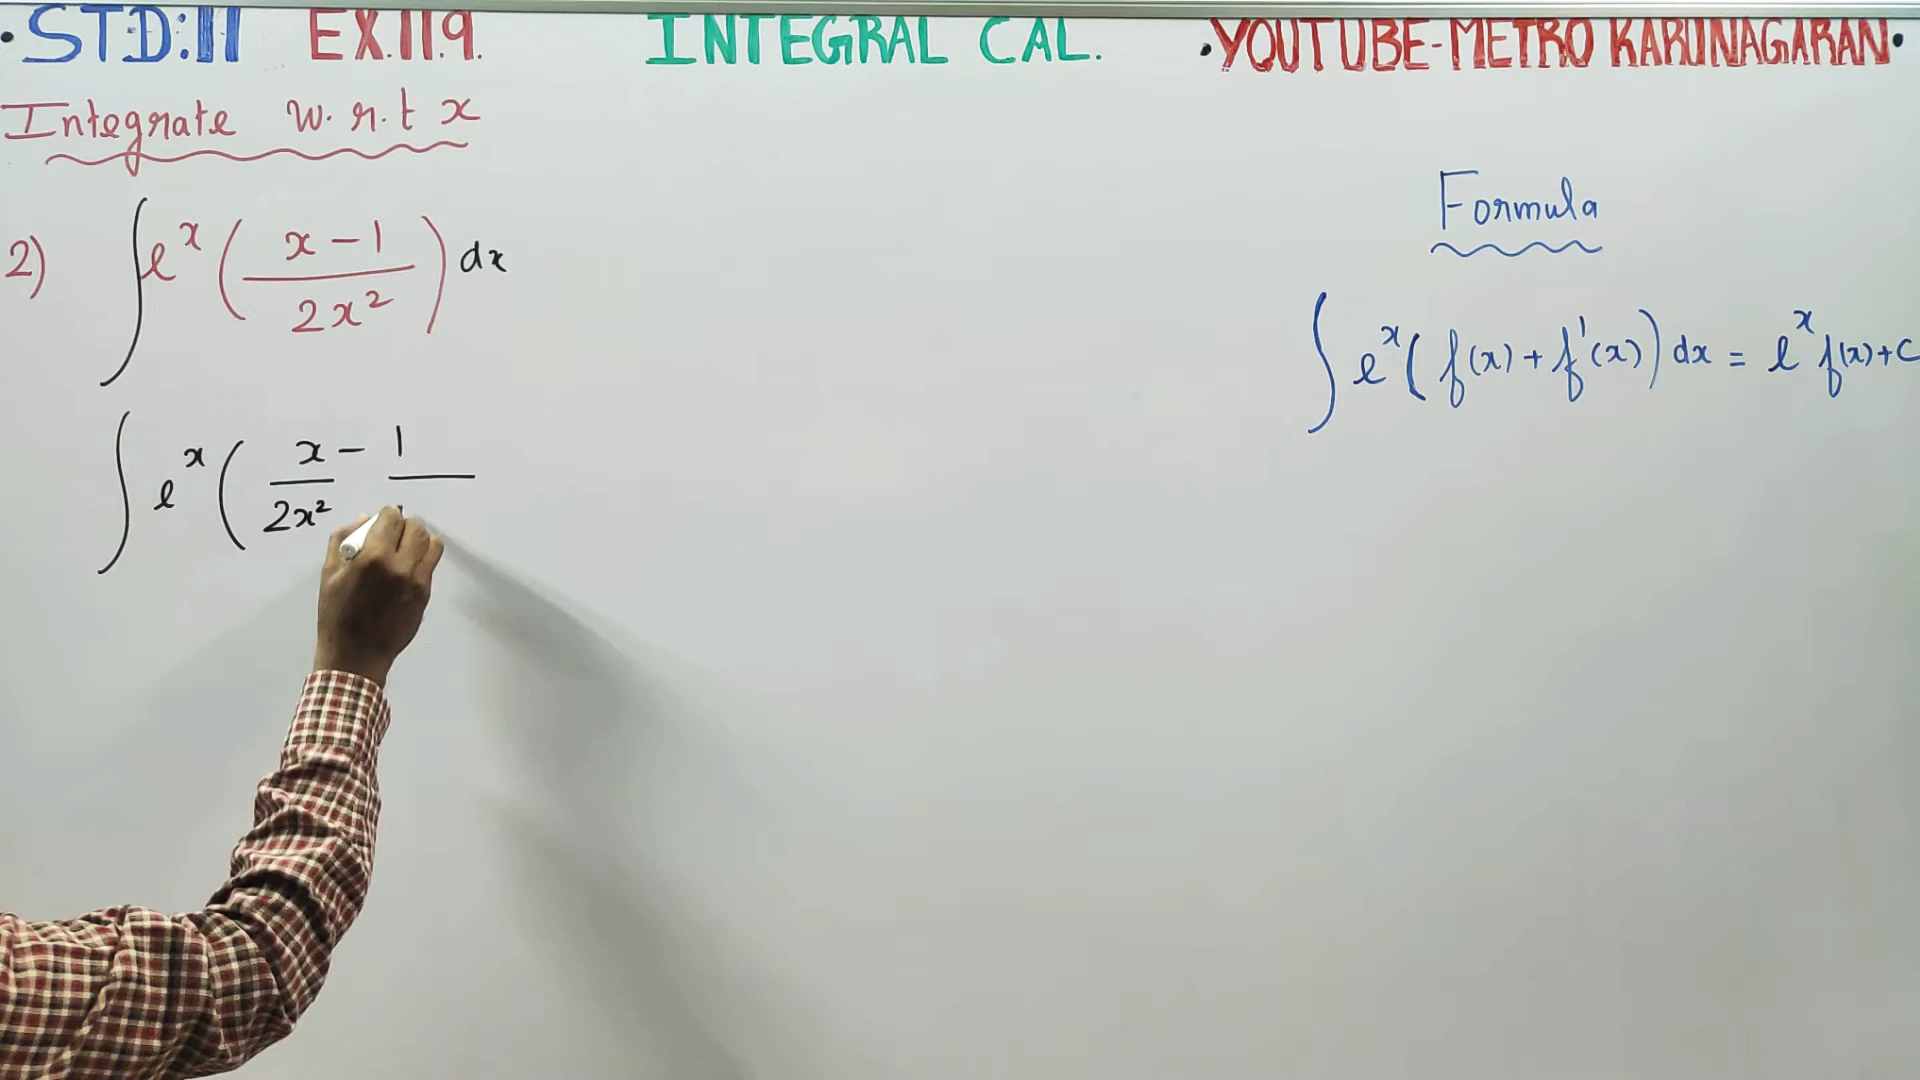 •STD:11 EX.11.9. INTEGRAL CAL. •YOUTUBE-METRO KARUNAGARAN•
Integrate w.r.t x
2) ∫e^x ( (x-1) / 2x² ) dx
∫ e^x ( x/2x² - 1/
Formula
∫ e^x ( f(x) + f'(x) ) dx = e^x f(x)+c